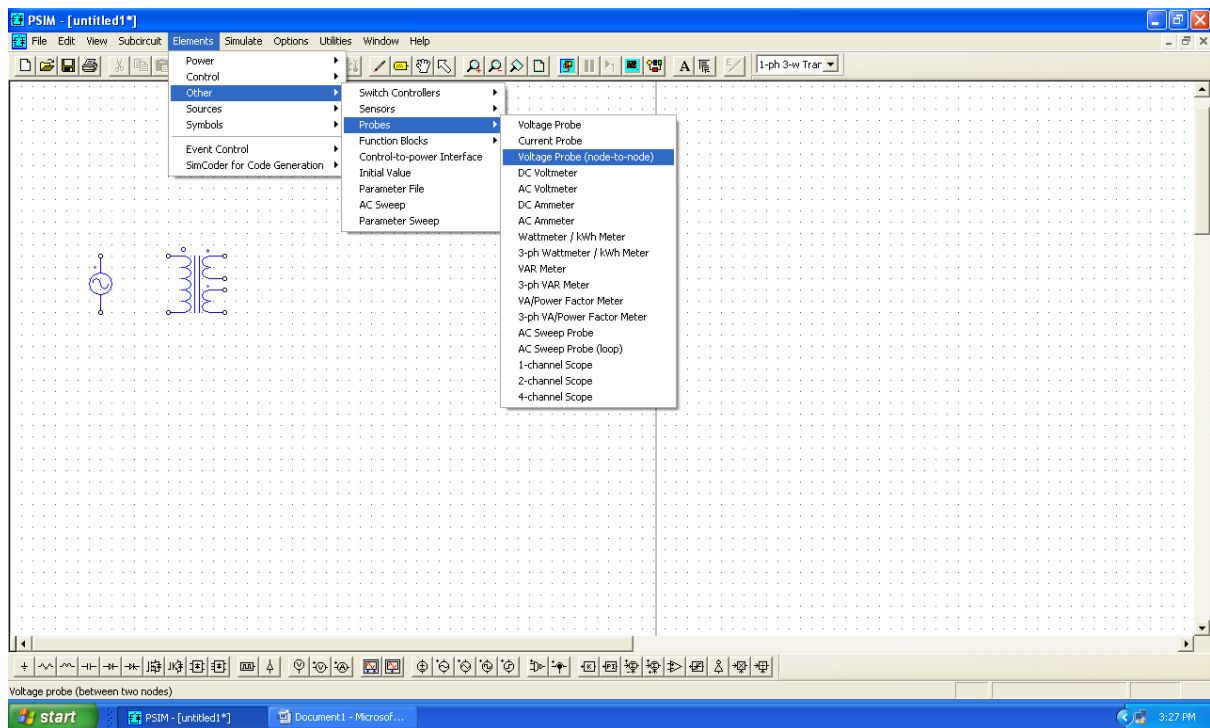 PSIM - [untitled1*]
File Edit View Subcircuit Elements Simulate Options Utilities Window Help
1-ph 3-w Tran
A
Power
Control
Other
Sources
Symbols
Event Control
SimCoder for Code Generation
Switch Controllers
Sensors
Probes
Function Blocks
Control-to-power Interface
Initial Value
Parameter File
AC Sweep
Parameter Sweep
Voltage Probe
Current Probe
Voltage Probe (node-to-node)
DC Voltmeter
AC Voltmeter
DC Ammeter
AC Ammeter
Wattmeter / kWh Meter
3-ph Wattmeter / kWh Meter
VAR Meter
3-ph VAR Meter
VA/Power Factor Meter
3-ph VA/Power Factor Meter
AC Sweep Probe
AC Sweep Probe (loop)
1-channel Scope
2-channel Scope
4-channel Scope
Voltage probe (between two nodes)
start PSIM - [untitled1*] Document1 - Microsof... 3:27 PM